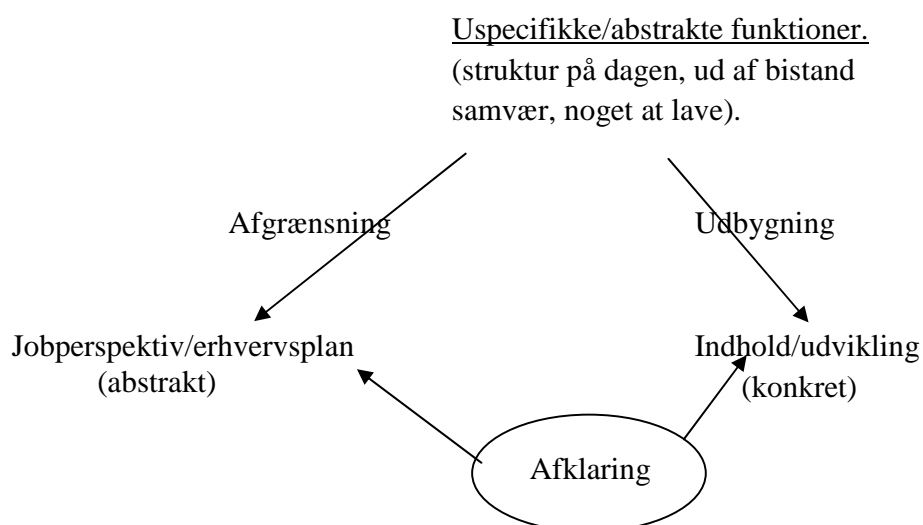 Uspecifikke/abstrakte funktioner.
(struktur på dagen, ud af bistand
samvær, noget at lave).
Afgrænsning
Udbygning
Jobperspektiv/erhvervsplan
(abstrakt)
Indhold/udvikling
(konkret)
Afklaring